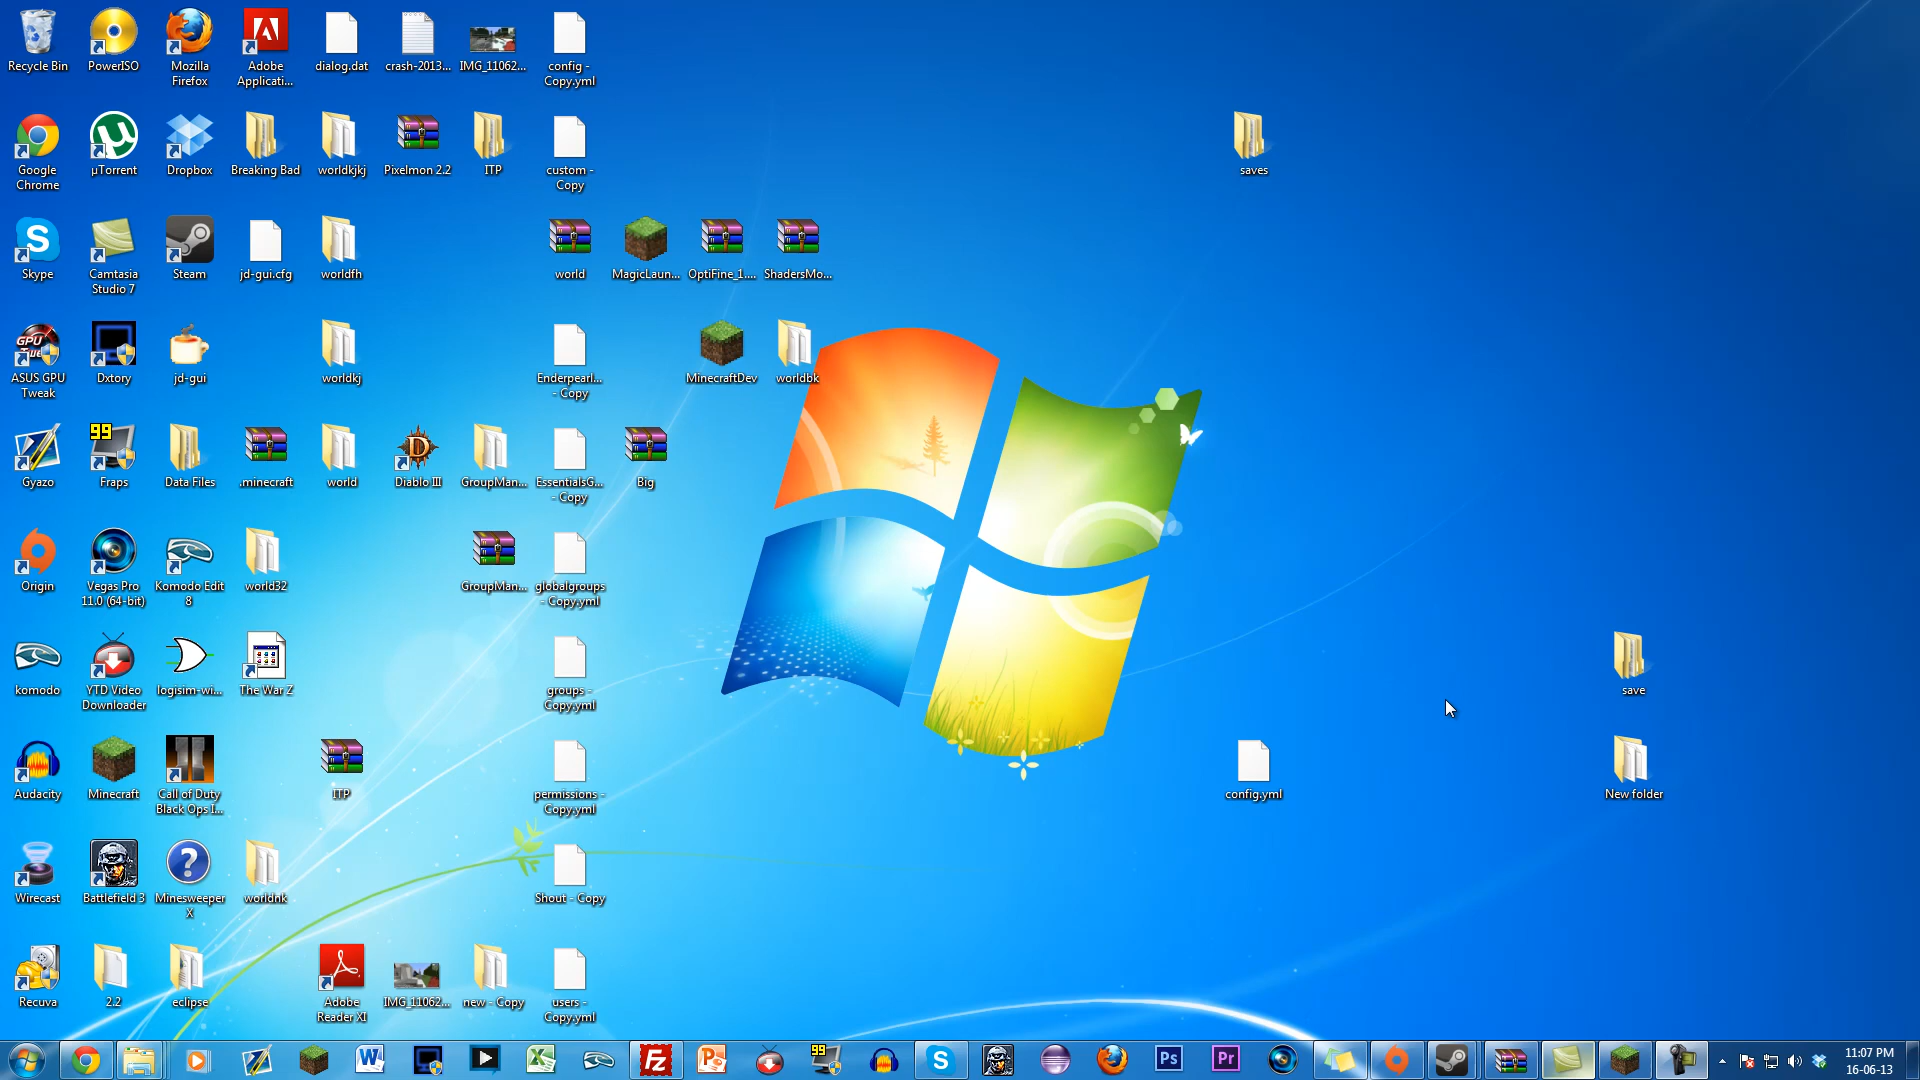 Recycle Bin
PowerISO
Mozilla
Firefox
Adobe
Applicati...
dialog.dat
crash-2013...
IMG_11062...
config -
Copy.yml
Google
Chrome
µTorrent
Dropbox
Breaking Bad
worldkjkj
Pixelmon 2.2
ITP
custom -
Copy
saves
Skype
Camtasia
Studio 7
Steam
jd-gui.cfg
worldfh
world
MagicLaun...
OptiFine_1....
ShadersMo...
ASUS GPU
Tweak
Dxtory
jd-gui
worldkj
Enderpearl...
- Copy
MinecraftDev
worldbk
Gyazo
99
Fraps
Data Files
.minecraft
world
Diablo III
GroupMan...
EssentialsG...
- Copy
Big
Origin
Vegas Pro
11.0 (64-bit)
Komodo Edit
8
world32
GroupMan...
globalgroups
- Copy.yml
komodo
YTD Video
Downloader
logisim-wi...
The War Z
groups -
Copy.yml
save
Audacity
Minecraft
Call of Duty
Black Ops I...
ITP
permissions -
Copy.yml
config.yml
New folder
Wirecast
Battlefield 3
Minesweeper
X
worldnk
Shout - Copy
Recuva
2.2
eclipse
Adobe
Reader XI
IMG_11062...
new - Copy
users -
Copy.yml
99
Ps
Pr
11:07 PM
16-06-13